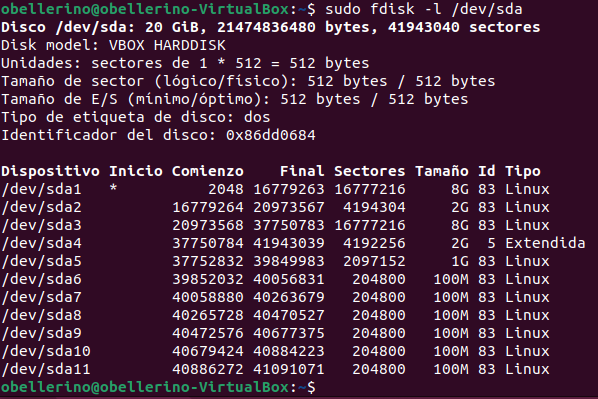 obellerino@obellerino-VirtualBox:~$ sudo fdisk -l /dev/sda
Disco /dev/sda: 20 GiB, 21474836480 bytes, 41943040 sectores
Disk model: VBOX HARDDISK
Unidades: sectores de 1 * 512 = 512 bytes
Tamaño de sector (lógico/físico): 512 bytes / 512 bytes
Tamaño de E/S (mínimo/óptimo): 512 bytes / 512 bytes
Tipo de etiqueta de disco: dos
Identificador del disco: 0x86dd0684

Dispositivo Inicio Comienzo    Final Sectores Tamaño Id Tipo
/dev/sda1   *          2048 16779263 16777216     8G 83 Linux
/dev/sda2          16779264 20973567  4194304     2G 83 Linux
/dev/sda3          20973568 37750783 16777216     8G 83 Linux
/dev/sda4          37750784 41943039  4192256     2G  5 Extendida
/dev/sda5          37752832 39849983  2097152     1G 83 Linux
/dev/sda6          39852032 40056831   204800   100M 83 Linux
/dev/sda7          40058880 40263679   204800   100M 83 Linux
/dev/sda8          40265728 40470527   204800   100M 83 Linux
/dev/sda9          40472576 40677375   204800   100M 83 Linux
/dev/sda10         40679424 40884223   204800   100M 83 Linux
/dev/sda11         40886272 41091071   204800   100M 83 Linux
obellerino@obellerino-VirtualBox:~$